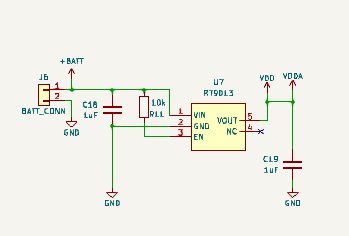 +BATT
VDD
VDDA
J6
U7
RT9013
1
2
BATT_CONN
C18
1uF
10k
R11
1
2
3
VIN
GND
EN
VOUT
NC
5
4
GND
C19
1uF
GND
GND